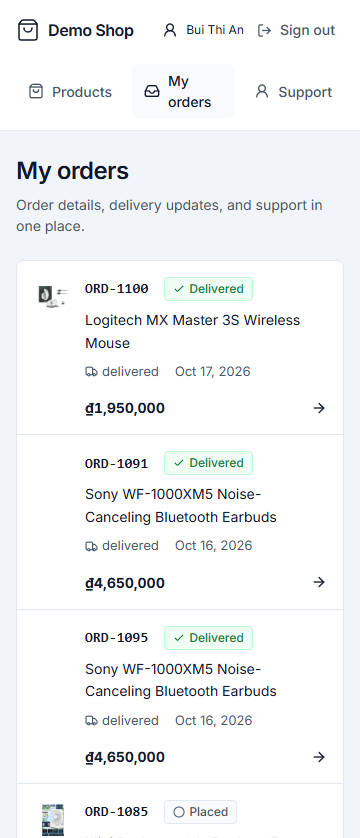 Demo Shop
Bui Thi An
Sign out
Products
My
orders
Support
My orders
Order details, delivery updates, and support in
one place.
ORD-1100
Delivered
Logitech MX Master 3S Wireless
Mouse
delivered
Oct 17, 2026
₫1,950,000
ORD-1091
Delivered
Sony WF-1000XM5 Noise-
Canceling Bluetooth Earbuds
delivered
Oct 16, 2026
₫4,650,000
ORD-1095
Delivered
Sony WF-1000XM5 Noise-
Canceling Bluetooth Earbuds
delivered
Oct 16, 2026
₫4,650,000
ORD-1085
Placed